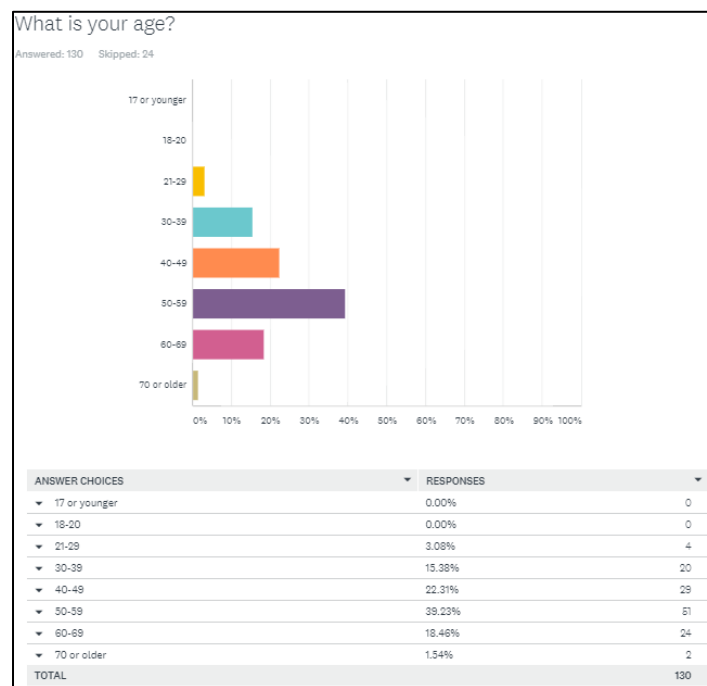 What is your age?
Answered: 130 Skipped: 24
17 or younger
18-20
21-29
30-39
40-49
50-59
60-69
70 or older
0% 10% 20% 30% 40% 50% 60% 70% 80% 90% 100%
ANSWER CHOICES RESPONSES
17 or younger 0.00% 0
18-20 0.00% 0
21-29 3.08% 4
30-39 15.38% 20
40-49 22.31% 29
50-59 39.23% 51
60-69 18.46% 24
70 or older 1.54% 2
TOTAL 130